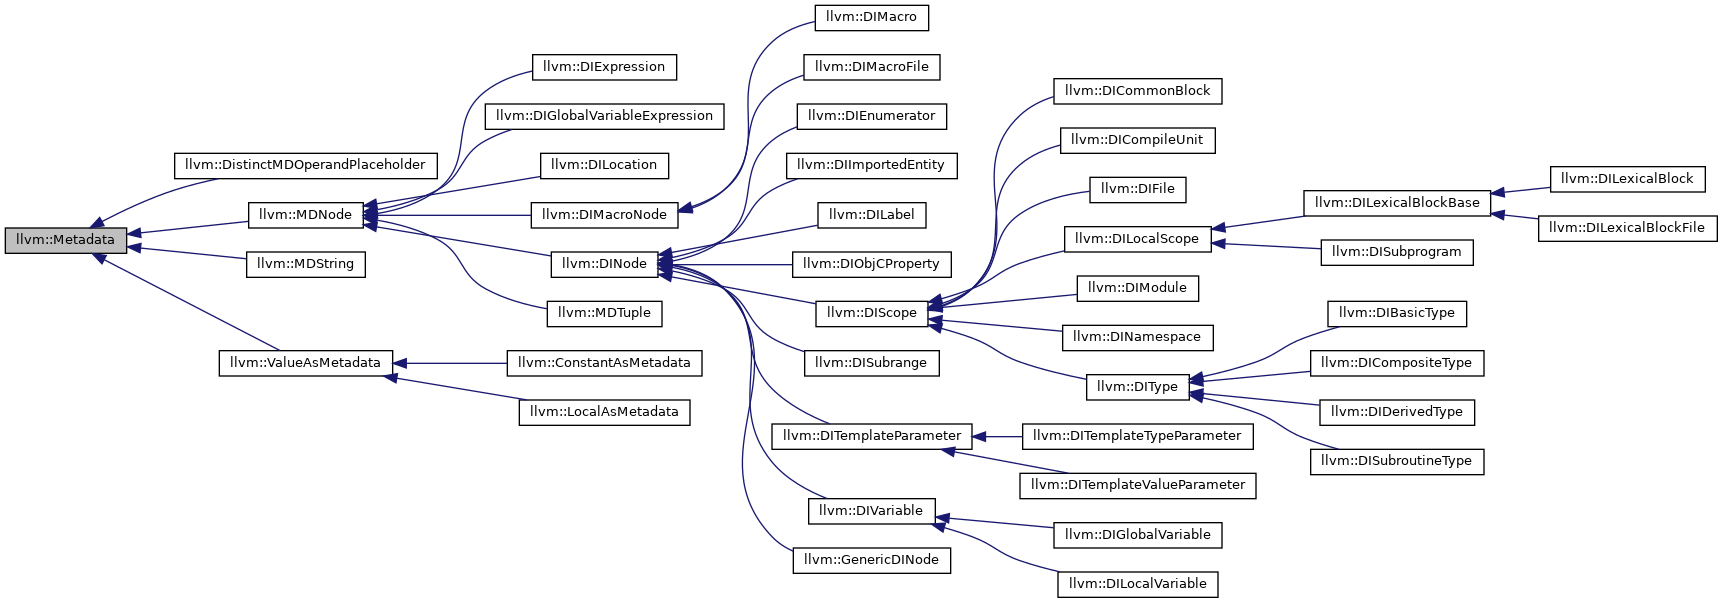 llvm::Metadata
llvm::DistinctMDOperandPlaceholder
llvm::MDNode
llvm::MDString
llvm::ValueAsMetadata
llvm::DIExpression
llvm::DIGlobalVariableExpression
llvm::DILocation
llvm::DIMacroNode
llvm::DINode
llvm::MDTuple
llvm::ConstantAsMetadata
llvm::LocalAsMetadata
llvm::DIMacro
llvm::DIMacroFile
llvm::DIEnumerator
llvm::DIImportedEntity
llvm::DILabel
llvm::DIObjCProperty
llvm::DIScope
llvm::DISubrange
llvm::DITemplateParameter
llvm::DIVariable
llvm::GenericDINode
llvm::DICommonBlock
llvm::DICompileUnit
llvm::DIFile
llvm::DILocalScope
llvm::DIModule
llvm::DINamespace
llvm::DIType
llvm::DITemplateTypeParameter
llvm::DITemplateValueParameter
llvm::DIGlobalVariable
llvm::DILocalVariable
llvm::DILexicalBlockBase
llvm::DISubprogram
llvm::DIBasicType
llvm::DICompositeType
llvm::DIDerivedType
llvm::DISubroutineType
llvm::DILexicalBlock
llvm::DILexicalBlockFile